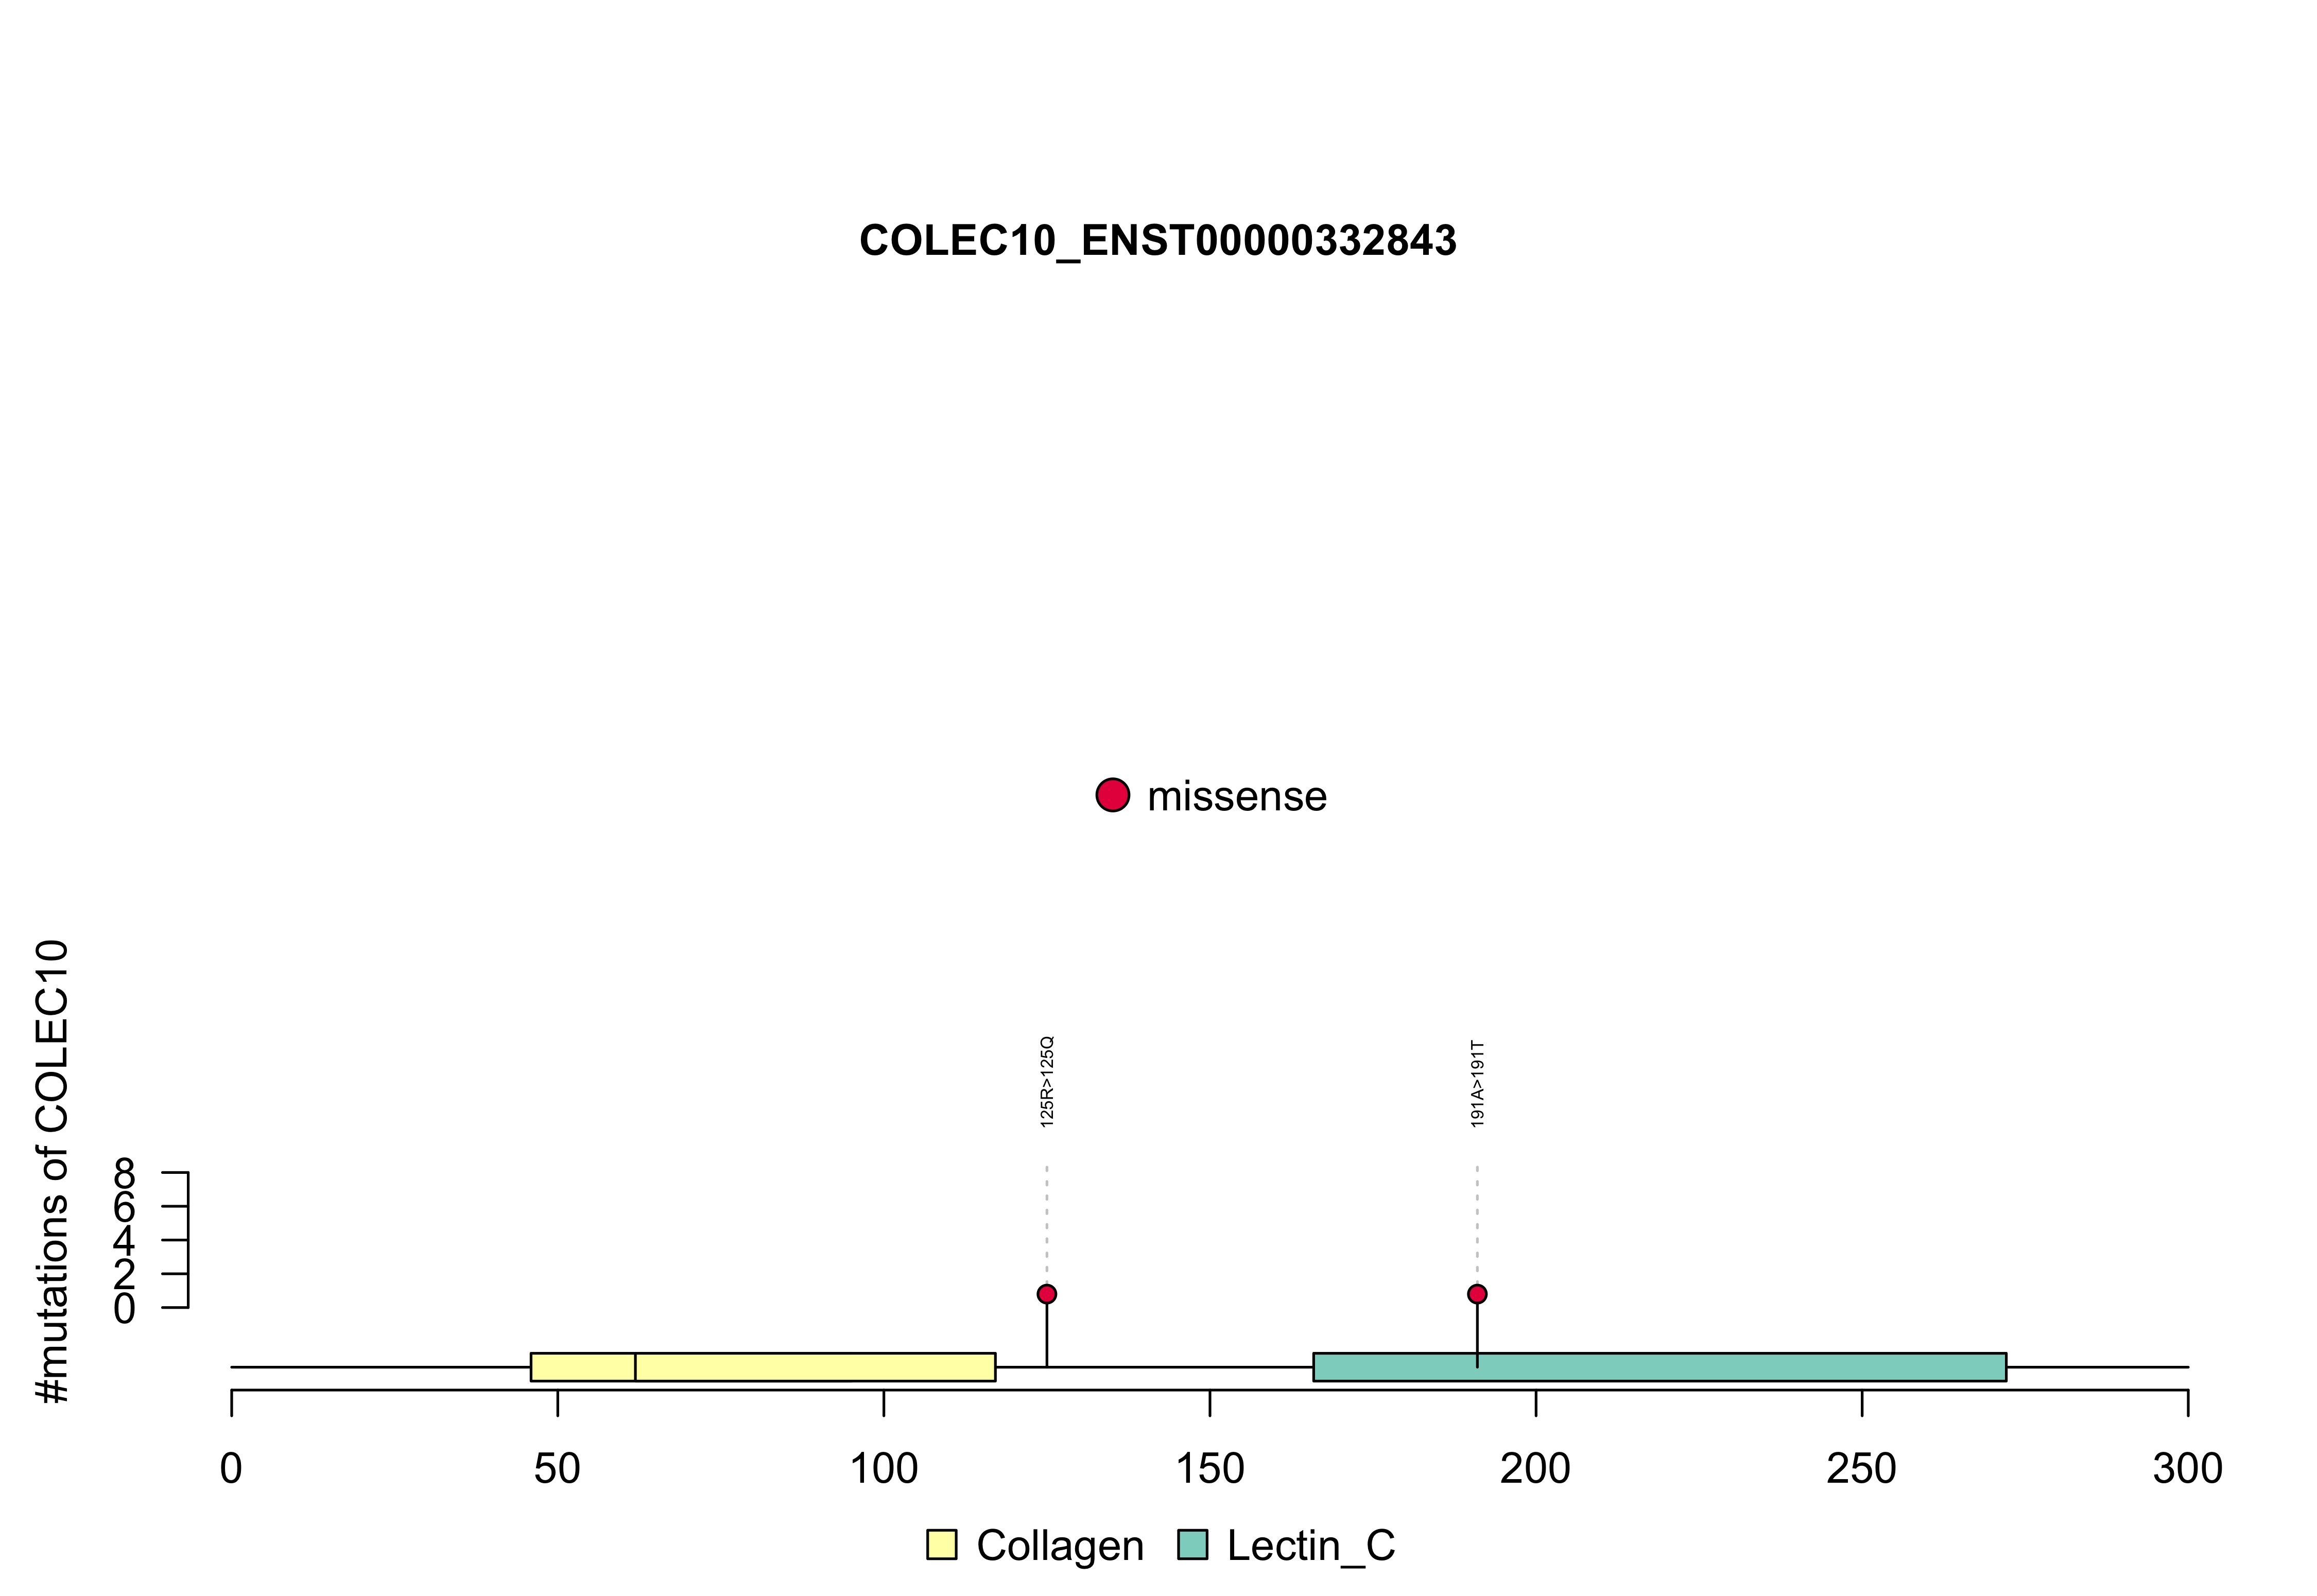 COLEC10_ENST00000332843
missense
#mutations of COLEC10
125R>125Q
191A>191T
8
6
4
2
0
0 50 100 150 200 250 300
Collagen Lectin_C